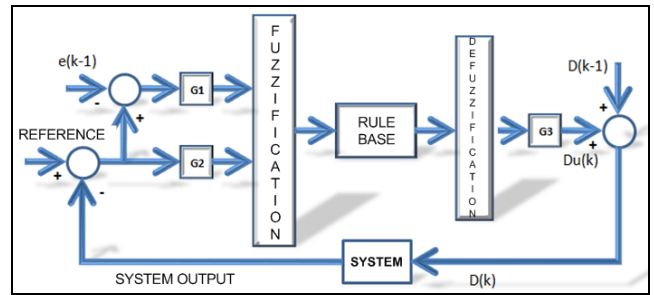 e(k-1)
-
+
G1
FUZZIFICATION
DEFUZZIFICATION
D(k-1)
+
REFERENCE
+
-
G2
RULE
BASE
G3
+
Du(k)
SYSTEM
SYSTEM OUTPUT
D(k)